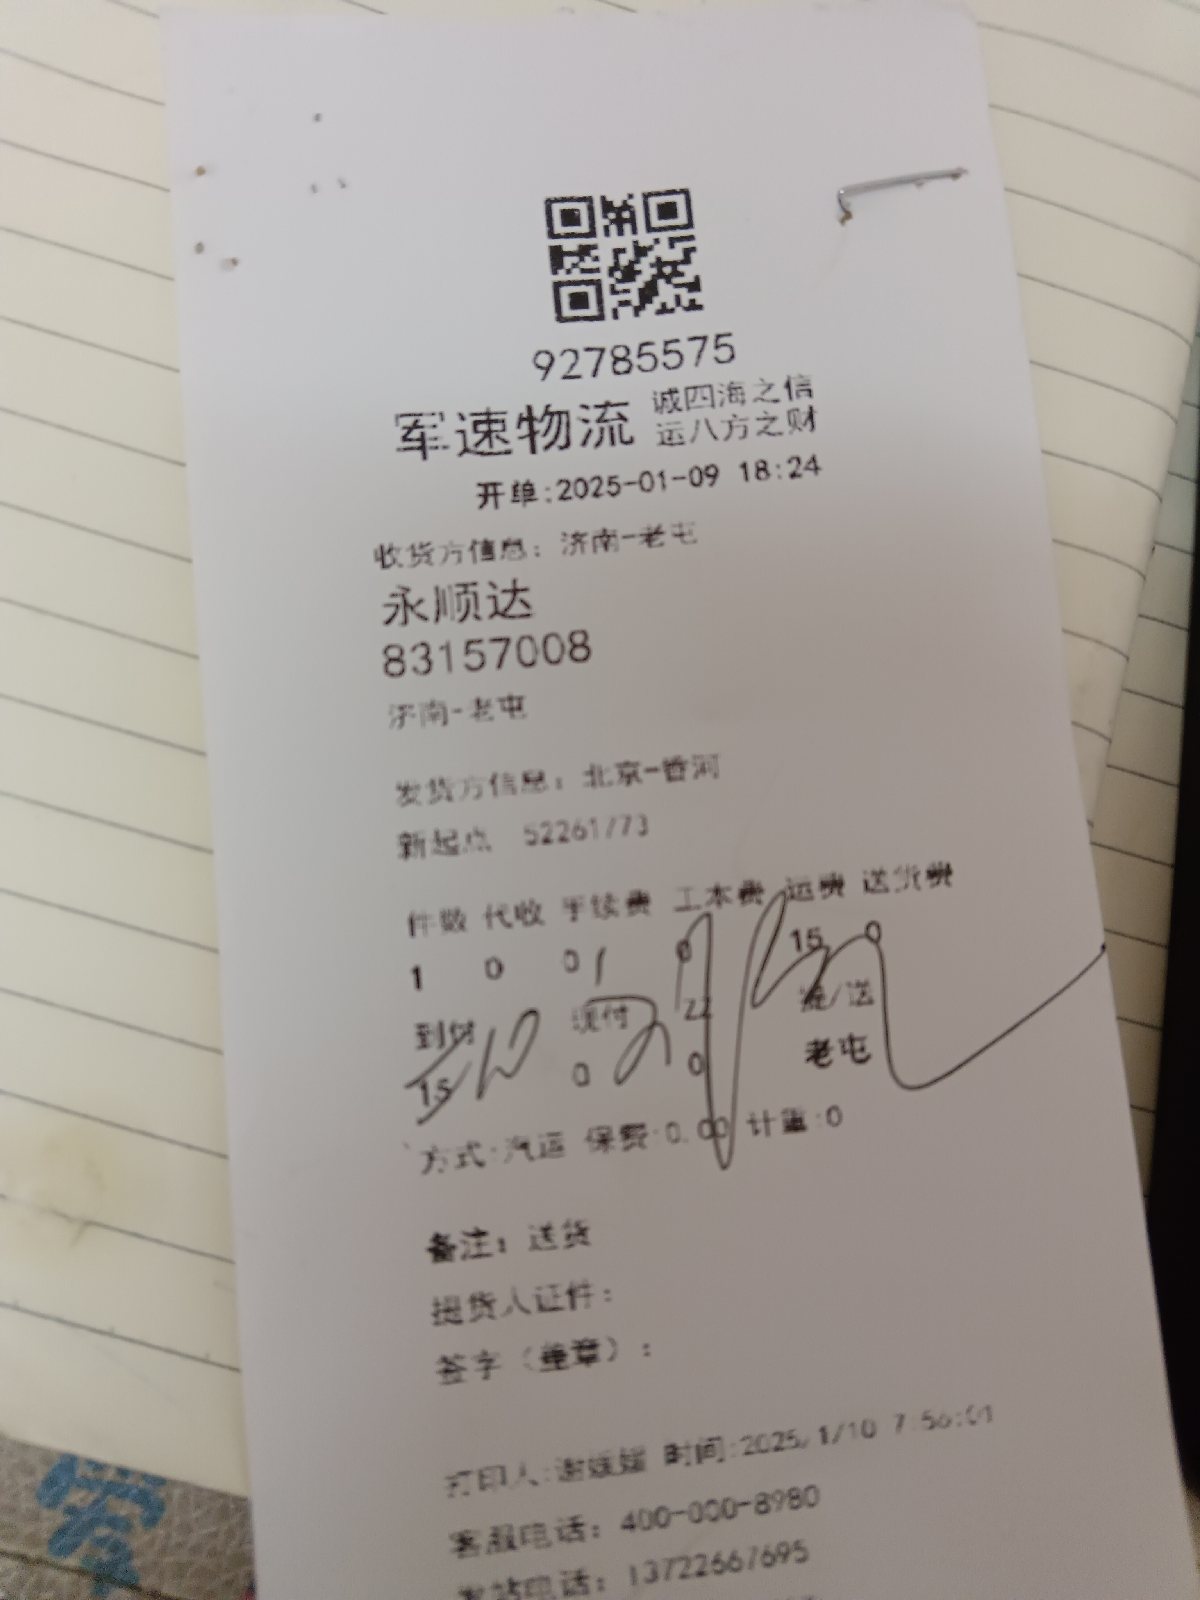 92785575
军速物流 诚四海之信
运八方之财
开单:2025-01-09 18:24
收货方信息: 济南-老屯
永顺达
83157008
济南-老屯
发货方信息: 北京-香河
新起点 52261773
件数 代收 手续费 工本费 运费 送货费
1 0 0 0 15 0
到付 现付 提/送
15 0 0 老屯
方式:汽运 保费:0.00 计重:0
备注: 送货
提货人证件:
签字(盖章):
打印人:谢媛媛 时间:2025/1/10 7:56:01
客服电话: 400-000-8980
发站电话: 13722667695